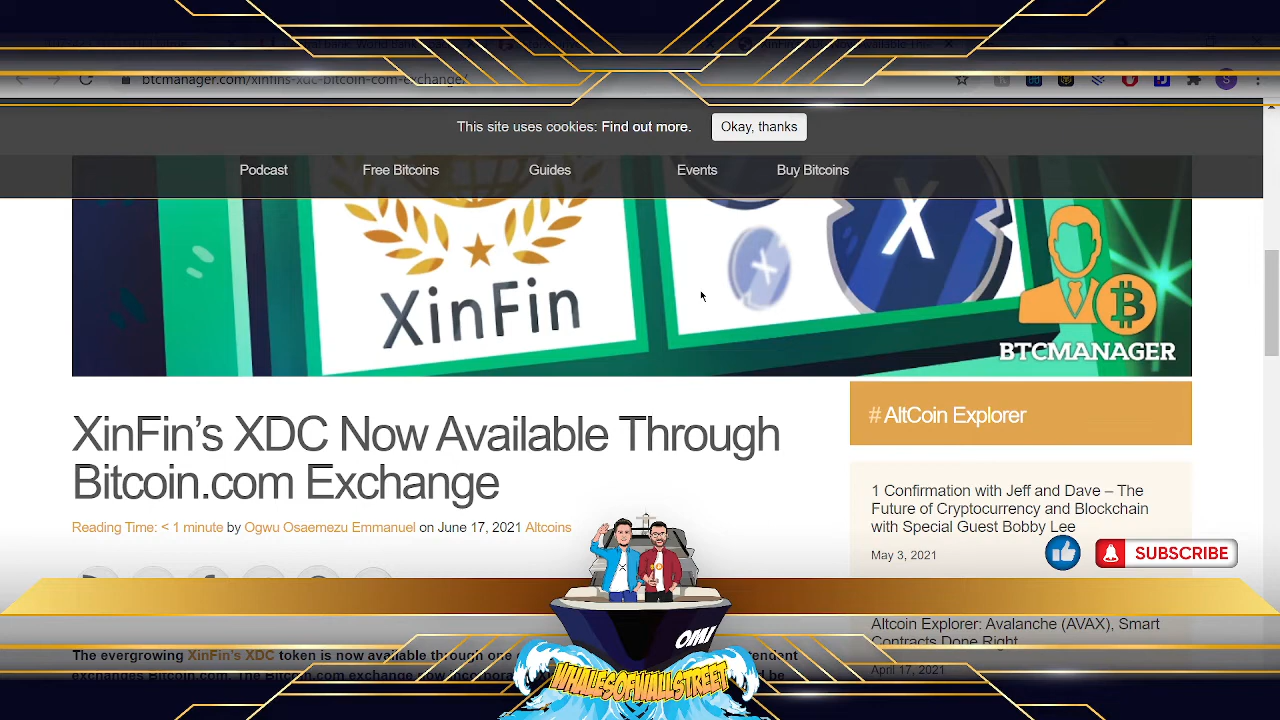 btcmanager.com/xinfins-xdc-bitcoin-com-exchange/
S
This site uses cookies: Find out more.
Okay, thanks
Podcast
Free Bitcoins
Guides
Events
Buy Bitcoins
XinFin
X
BTCMANAGER
XinFin's XDC Now Available Through
Bitcoin.com Exchange
Reading Time: < 1 minute by Ogwu Osaemezu Emmanuel on June 17, 2021 Altcoins
# AltCoin Explorer
1 Confirmation with Jeff and Dave – The
Future of Cryptocurrency and Blockchain
with Special Guest Bobby Lee
May 3, 2021
SUBSCRIBE
Altcoin Explorer: Avalanche (AVAX), Smart
Contracts Done Right
April 17, 2021
The evergrowing XinFin's XDC token is now available through one
exchanges Bitcoin.com. The Bitcoin.com exchange now
OMI
WHALESOFWALLSTREET